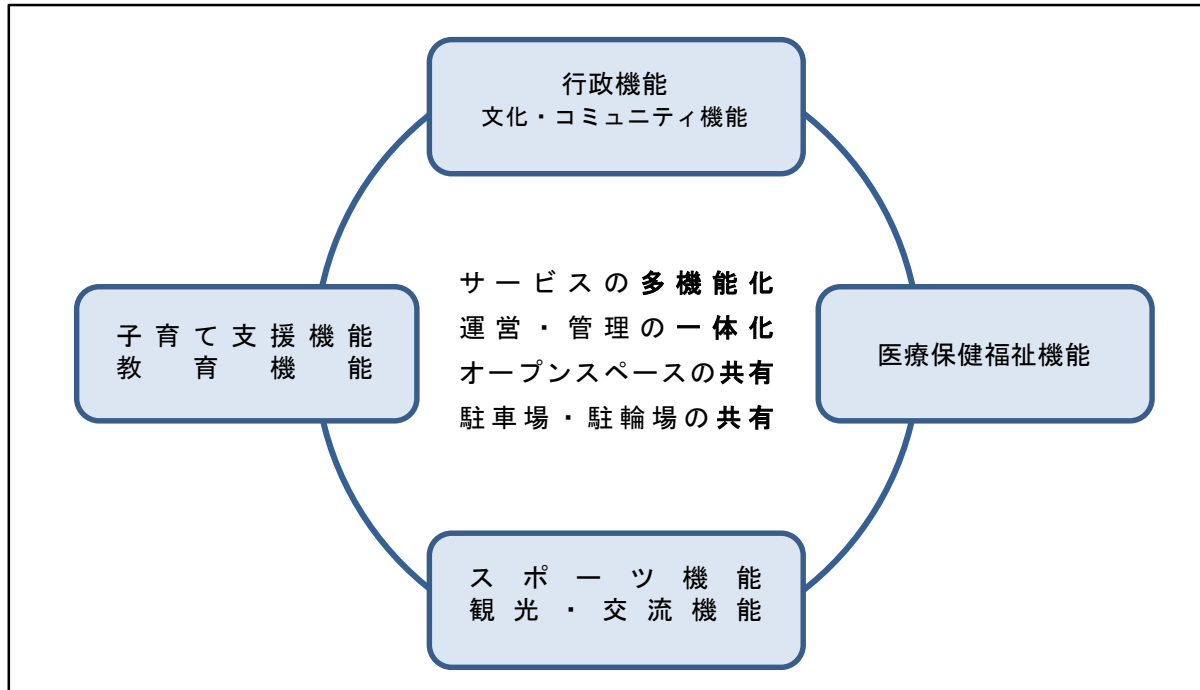 行政機能
文化・コミュニティ機能
サービスの多機能化
運営・管理の一体化
オープンスペースの共有
駐車場・駐輪場の共有
子育て支援機能
教育機能
医療保健福祉機能
スポーツ機能
観光・交流機能